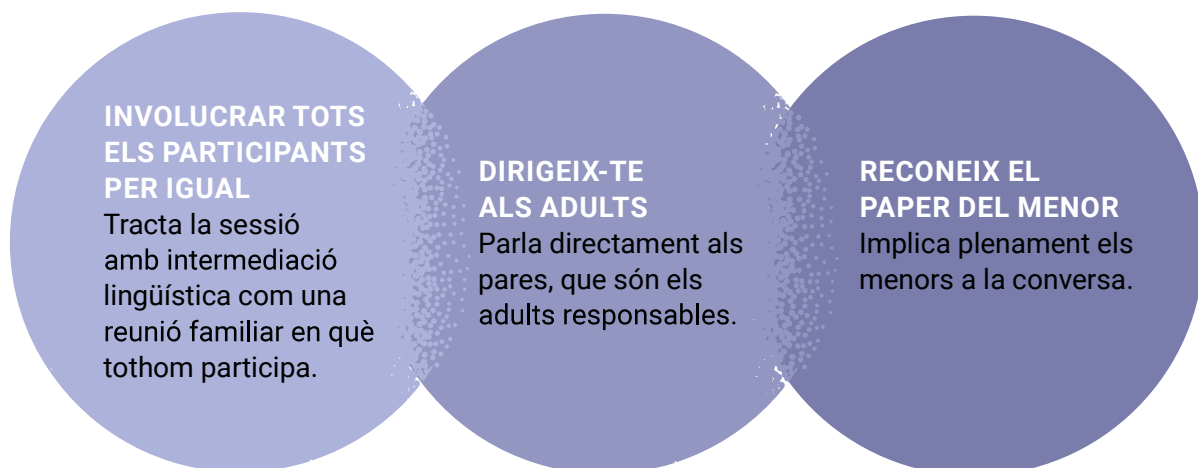 INVOLUCRAR TOTS
ELS PARTICIPANTS
PER IGUAL
Tracta la sessió
amb intermediació
lingüística com una
reunió familiar en què
tothom participa.
DIRIGEIX-TE
ALS ADULTS
Parla directament als
pares, que són els
adults responsables.
RECONEIX EL
PAPER DEL MENOR
Implica plenament els
menors a la conversa.